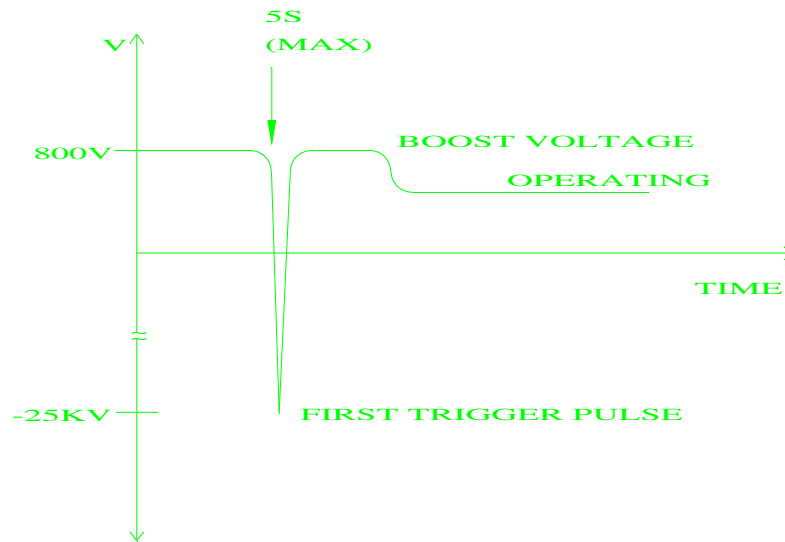 5S
(MAX)
V
800V
BOOST VOLTAGE
OPERATING
TIME
-25KV
FIRST TRIGGER PULSE